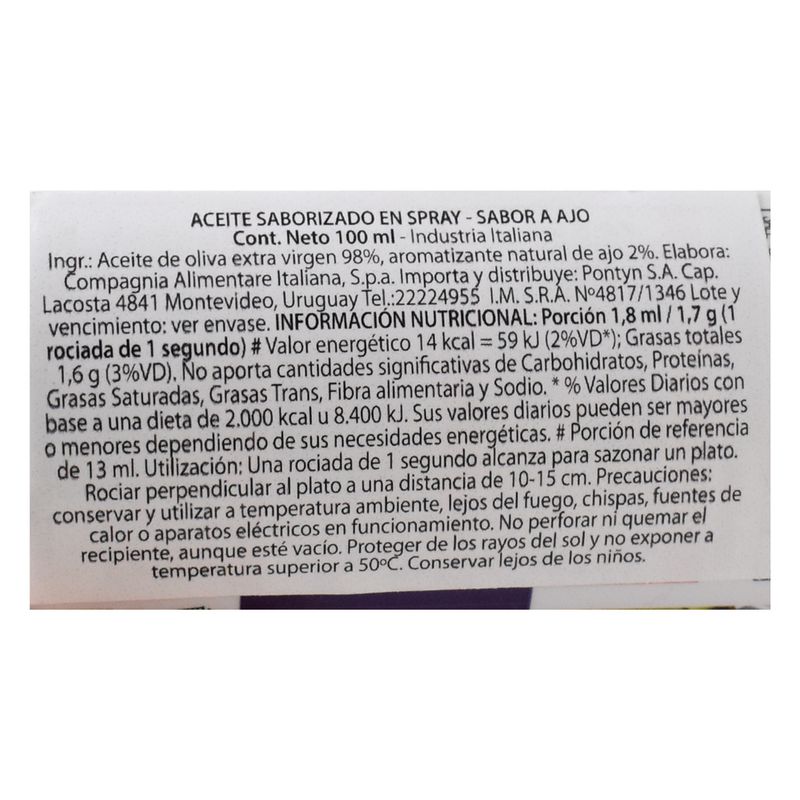 ACEITE SABORIZADO EN SPRAY - SABOR A AJO
Cont. Neto 100 ml - Industria Italiana
Ingr.: Aceite de oliva extra virgen 98%, aromatizante natural de ajo 2%. Elabora:
Compagnia Alimentare Italiana, S.p.a. Importa y distribuye: Pontyn S.A. Cap.
Lacosta 4841 Montevideo, Uruguay Tel.:22224955 I.M. S.R.A. Nº4817/1346 Lote y
vencimiento: ver envase. INFORMACIÓN NUTRICIONAL: Porción 1,8 ml / 1,7 g (1
rociada de 1 segundo) # Valor energético 14 kcal = 59 kJ (2%VD*); Grasas totales
1,6 g (3%VD). No aporta cantidades significativas de Carbohidratos, Proteínas,
Grasas Saturadas, Grasas Trans, Fibra alimentaria y Sodio. * % Valores Diarios con
base a una dieta de 2.000 kcal u 8.400 kJ. Sus valores diarios pueden ser mayores
o menores dependiendo de sus necesidades energéticas. # Porción de referencia
de 13 ml. Utilización: Una rociada de 1 segundo alcanza para sazonar un plato.
Rociar perpendicular al plato a una distancia de 10-15 cm. Precauciones:
conservar y utilizar a temperatura ambiente, lejos del fuego, chispas, fuentes de
calor o aparatos eléctricos en funcionamiento. No perforar ni quemar el
recipiente, aunque esté vacío. Proteger de los rayos del sol y no exponer a
temperatura superior a 50ºC. Conservar lejos de los niños.